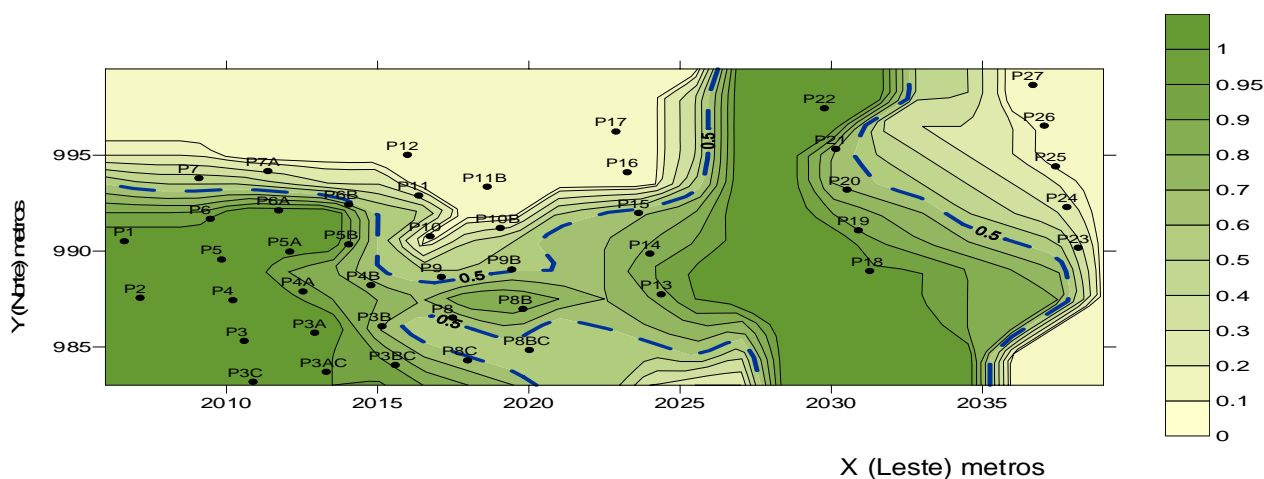 P27
P22
P26
P17
0.5
P12
P21
P7A
P16
P25
P7
P11B
P20
P11
P6B
P24
P6A
P15
P6
P10B
P10
P19
P1
P5B
P23
P5A
P14
0.5
P5
P9B
P9
P18
P4B
0.5
P4A
P13
P2
P4
P8B
P8
P3B
0.5
P3A
P3
P8BC
P3BC
P8C
P3AC
P3C
995
990
985
2010
2015
2020
2025
2030
2035
Y (Norte) metros
X (Leste) metros
1
0.95
0.9
0.8
0.7
0.6
0.5
0.4
0.3
0.2
0.1
0